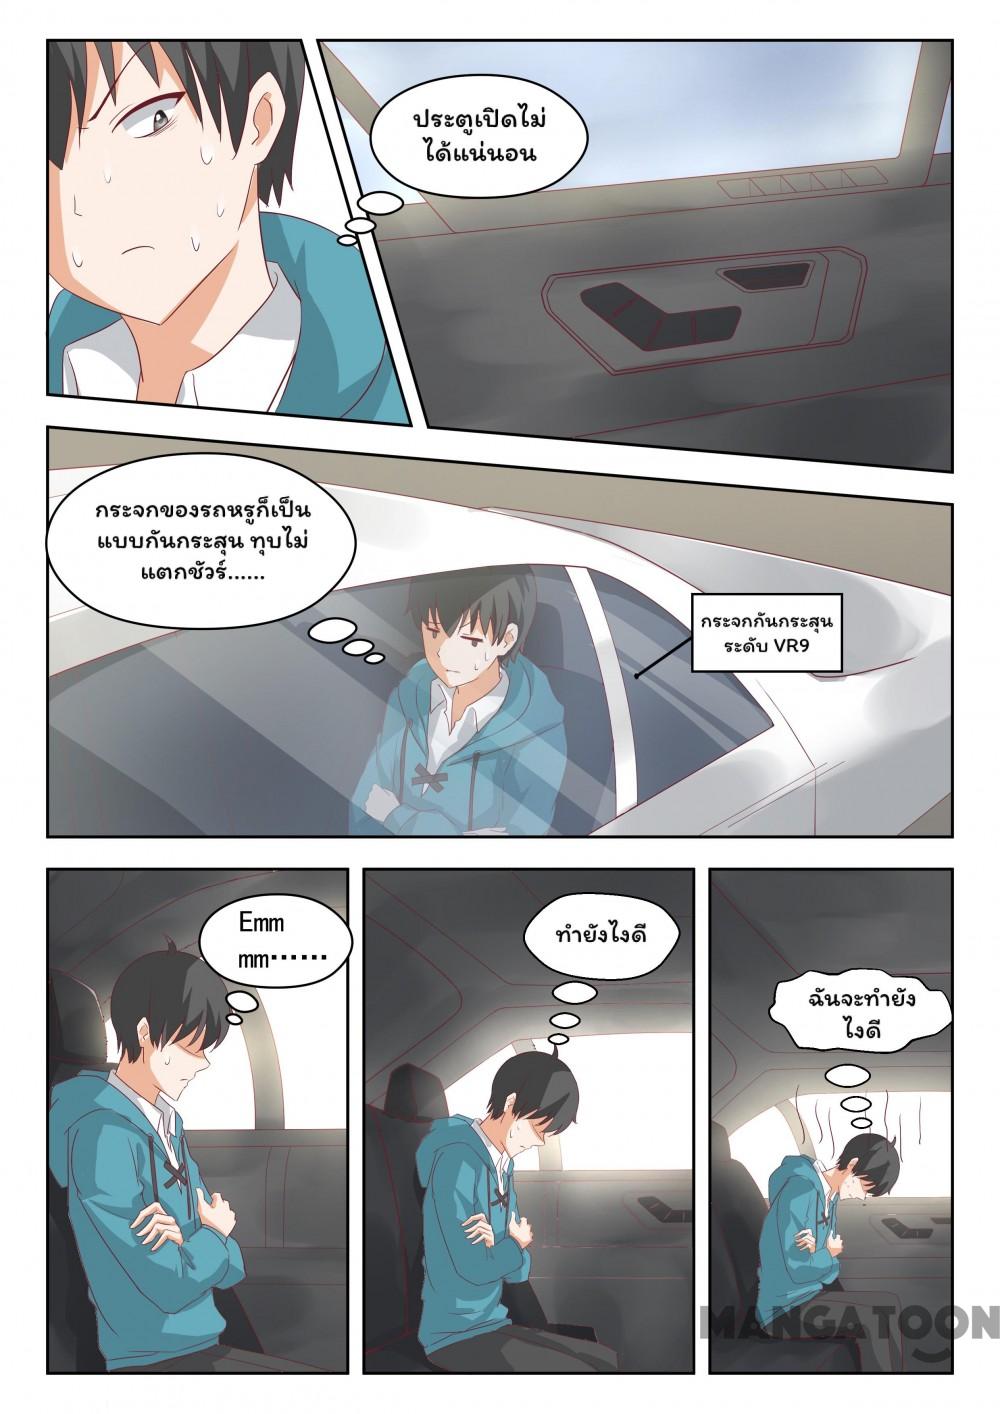 ประตูเปิดไม่
ได้แน่นอน
กระจกของรถหรูก็เป็น
แบบกันกระสุน ทุบไม่
แตกชัวร์......
กระจกกันกระสุน
ระดับ VR9
Emm
mm……
ทำยังไงดี
ฉันจะทำยัง
ไงดี
MANGATOON